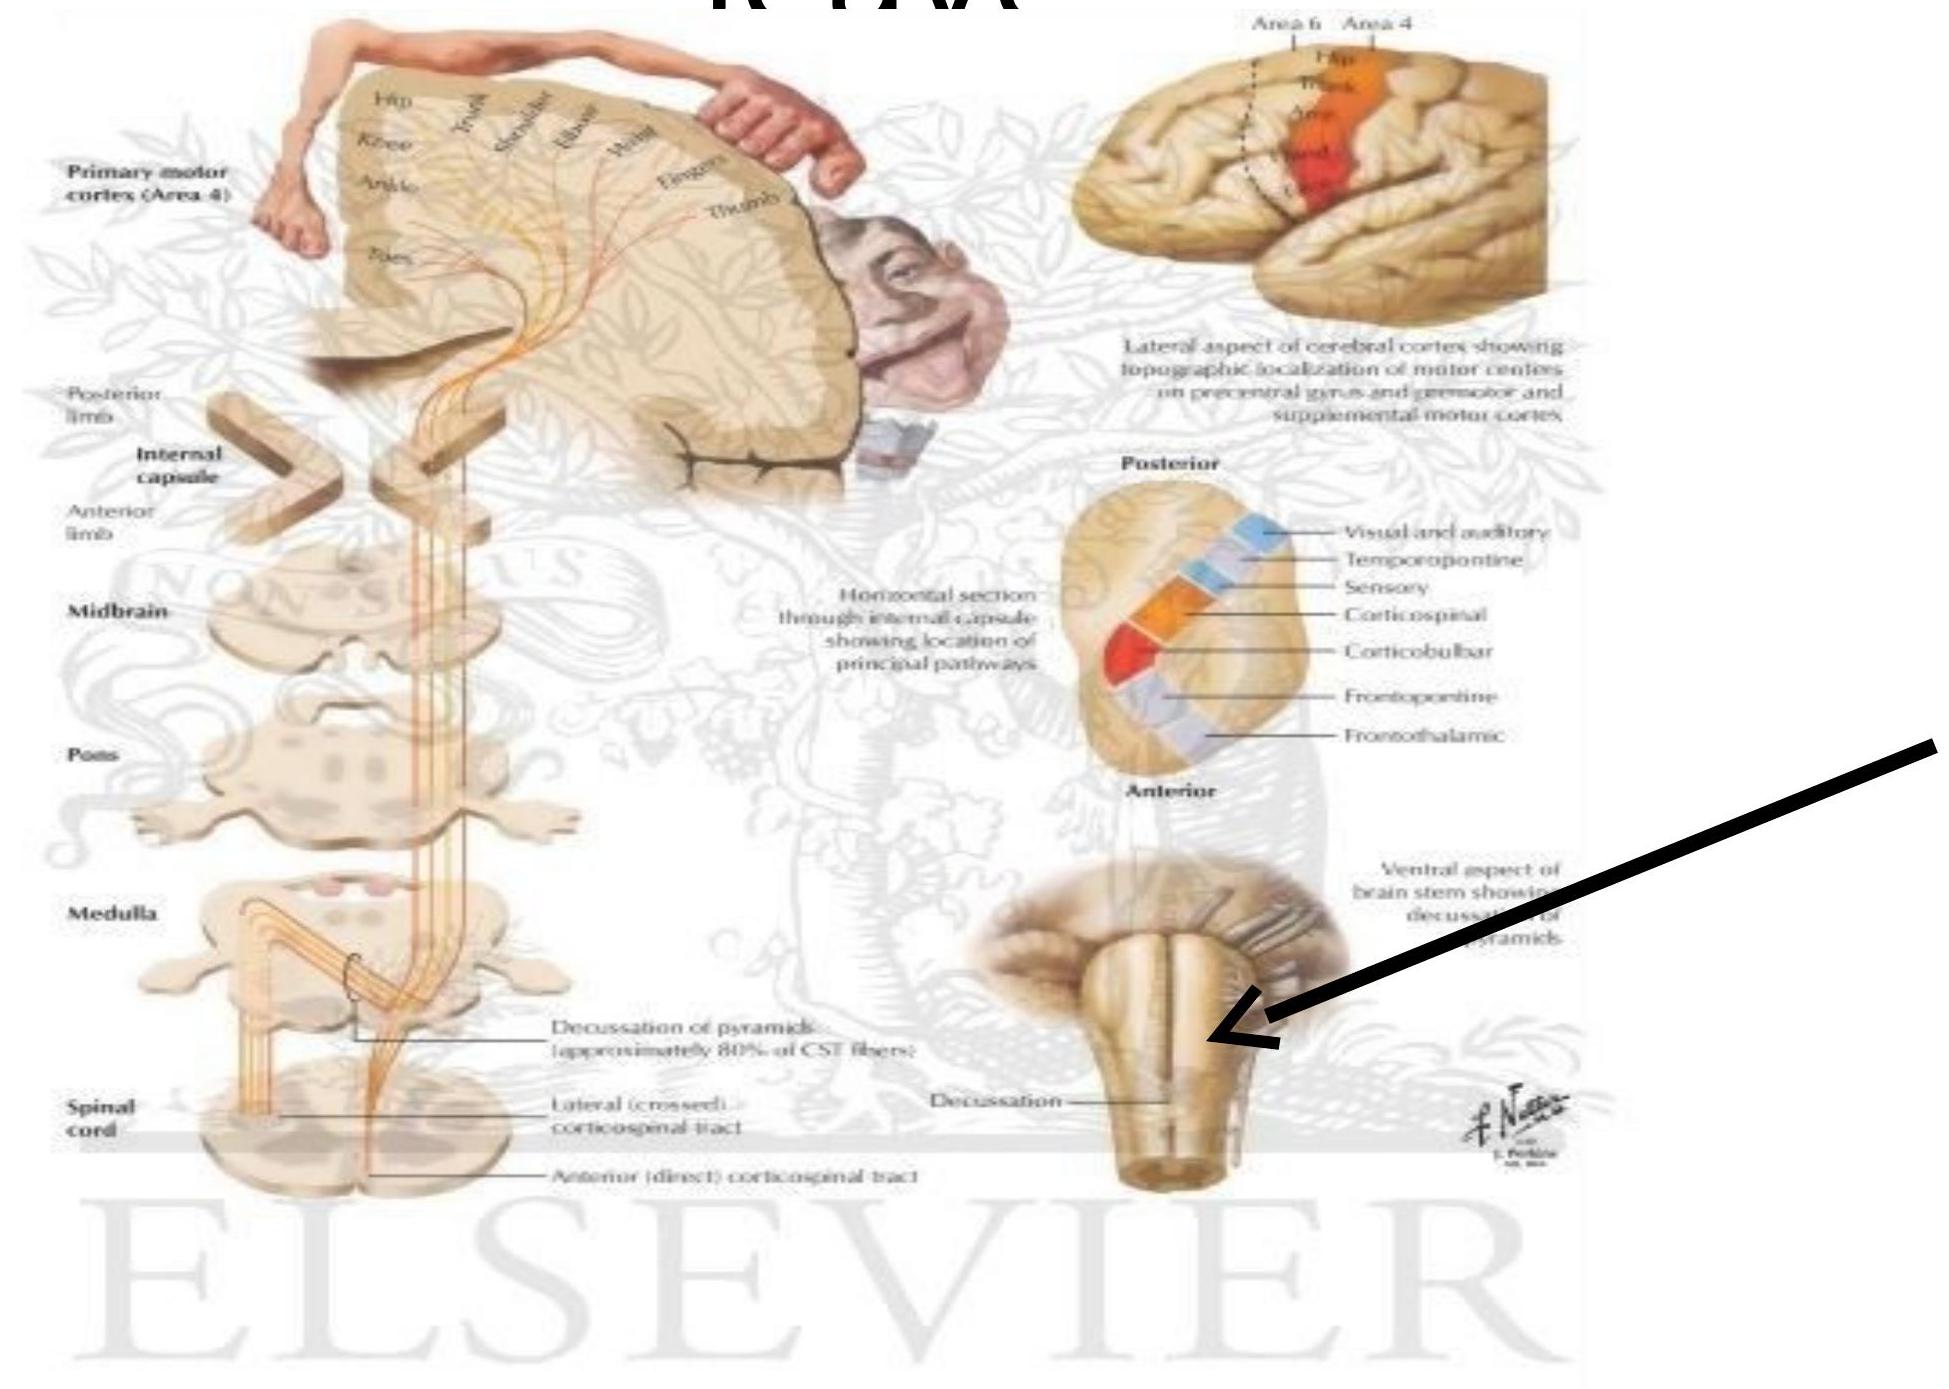 Area 6 Area 4
Hip
Trunk
Arm
Hand
Hip
Trunk
Shoulder
Elbow
Wrist
Fingers
Thumb
Knee
Ankle
Toes
Primary motor
cortex (Area 4)
Lateral aspect of cerebral cortex showing
topographic localization of motor centers
on precentral gyrus and premotor and
supplemental motor cortex
Posterior
limb
Internal
capsule
Anterior
limb
Posterior
Visual and auditory
Temporopontine
Sensory
Corticospinal
Corticobulbar
Frontopontine
Frontothalamic
Anterior
Horizontal section
through internal capsule
showing location of
principal pathways
NON SOLUS
Midbrain
Pons
Medulla
Ventral aspect of
brain stem showing
decussation of
pyramids
Decussation of pyramids
(approximately 80% of CST fibers)
Spinal
cord
Lateral (crossed)
corticospinal tract
Anterior (direct) corticospinal tract
Decussation
F. Netter
ELSEVIER